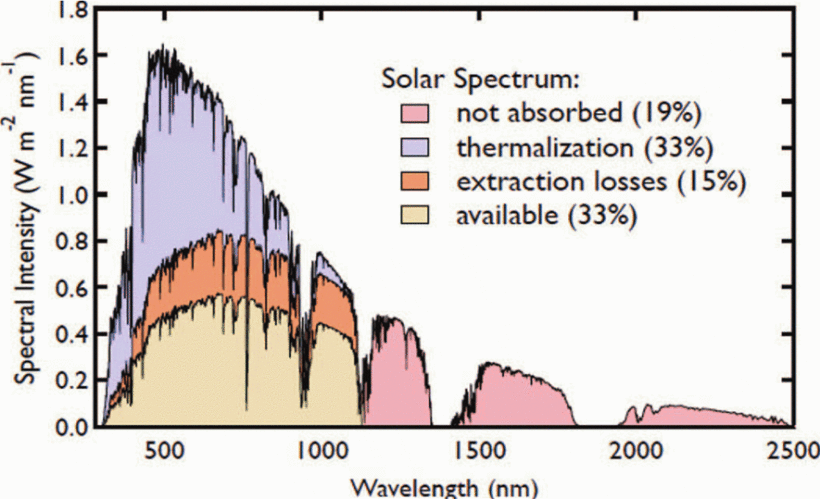 1.8
1.6
1.4
1.2
1.0
0.8
0.6
0.4
0.2
0.0
Spectral Intensity (W m-2 nm-1)
Solar Spectrum:
not absorbed (19%)
thermalization (33%)
extraction losses (15%)
available (33%)
500
1000
1500
2000
2500
Wavelength (nm)